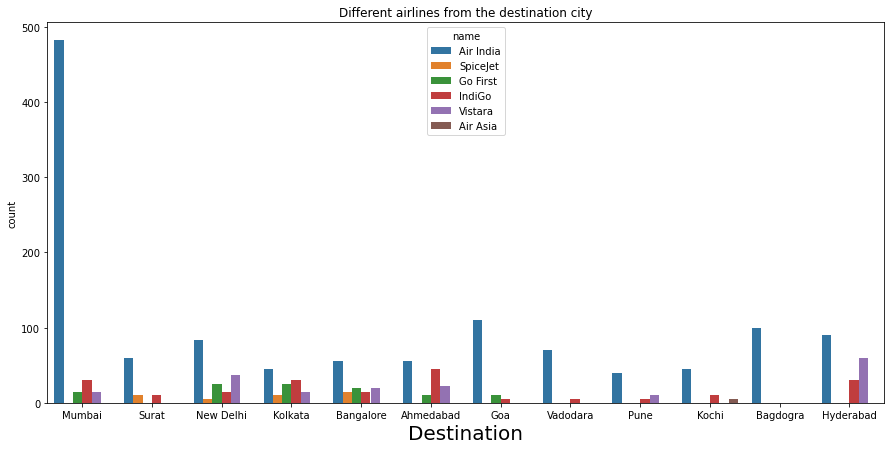 Different airlines from the destination city
name
Air India
SpiceJet
Go First
IndiGo
Vistara
Air Asia
500
400
300
200
100
0
count
Mumbai Surat New Delhi Kolkata Bangalore Ahmedabad Goa Vadodara Pune Kochi Bagdogra Hyderabad
Destination